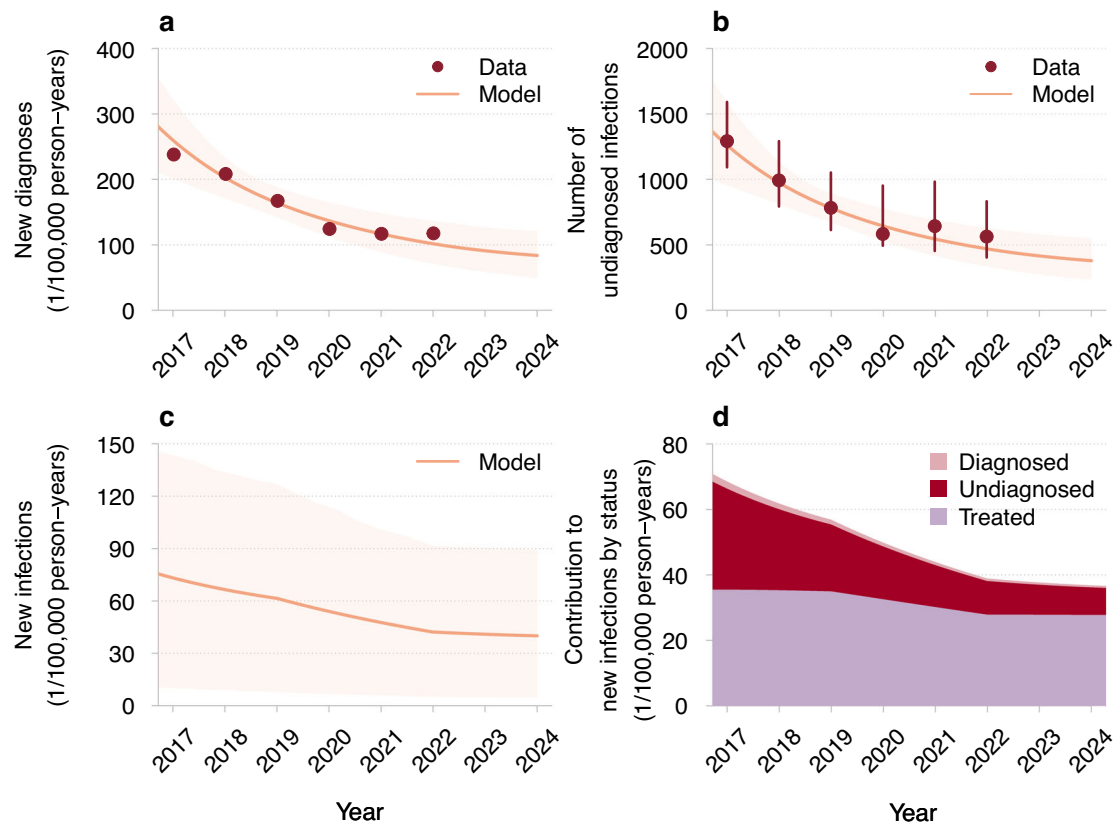 a
New diagnoses
(1/100,000 person−years)
400
300
200
100
0
Data
Model
2017
2018
2019
2020
2021
2022
2023
2024
b
Number of
undiagnosed infections
2000
1500
1000
500
0
Data
Model
2017
2018
2019
2020
2021
2022
2023
2024
c
New infections
(1/100,000 person−years)
150
120
90
60
30
0
Model
2017
2018
2019
2020
2021
2022
2023
2024
Year
d
Contribution to
new infections by status
(1/100,000 person−years)
80
60
40
20
0
Diagnosed
Undiagnosed
Treated
2017
2018
2019
2020
2021
2022
2023
2024
Year